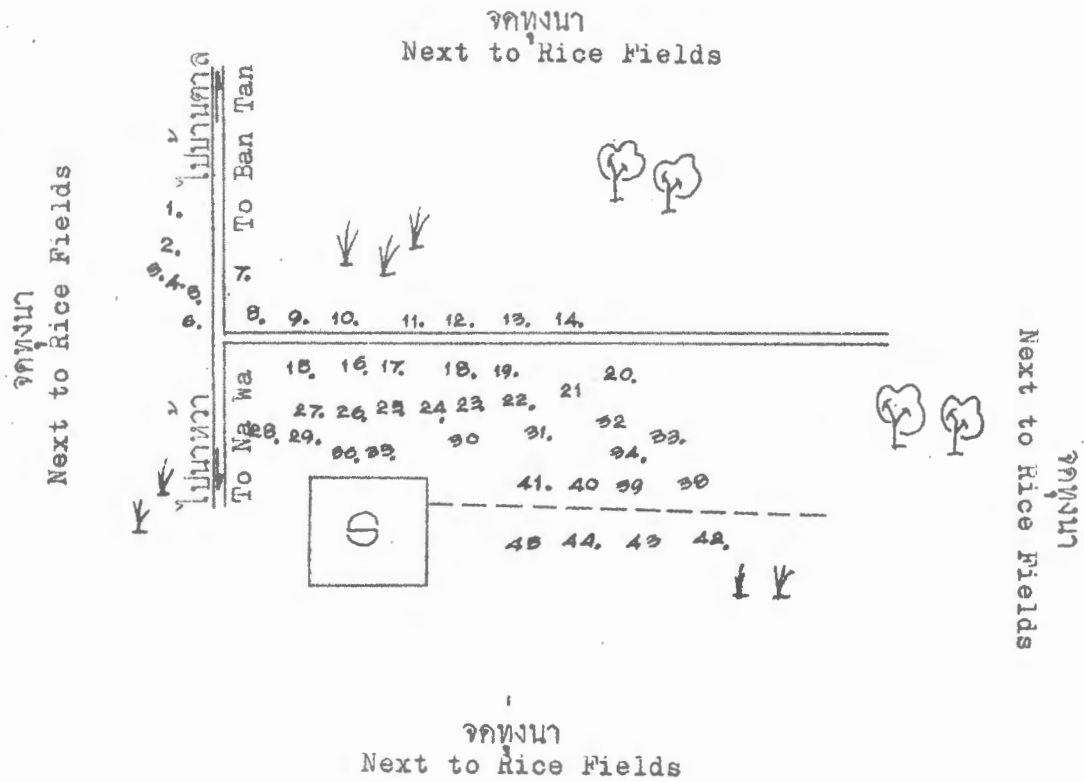 จดทุงนา
Next to Rice Fields
ไปบานตาล
To Ban Tan
จดทุงนา
Next to Rice Fields
1.
2.
3. 4. 5.
6.
7.
8. 9. 10. 11. 12. 13. 14.
15. 16. 17. 18. 19. 20.
27. 26. 25. 24. 23. 22. 21
28. 29. 30 31. 32 33.
34.
41. 40 39 38
ไปนาหวา
To Na Wa
S
45 44. 43 42.
Next to Rice Fields
จดทุงนา
จดทุ่งนา
Next to Rice Fields